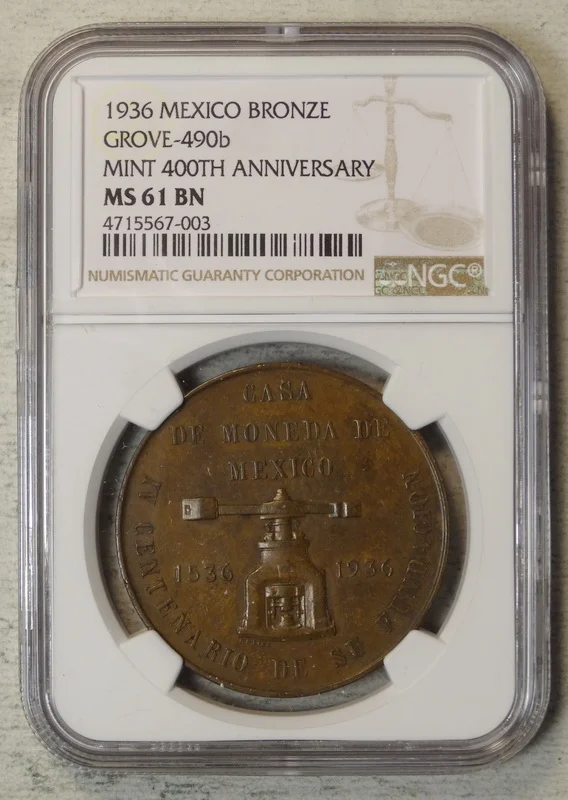 1936 MEXICO BRONZE
GROVE-490b
MINT 400TH ANNIVERSARY
MS 61 BN
4715567-003
NUMISMATIC GUARANTY CORPORATION
NGC®
CASA
DE MONEDA DE
MEXICO
1536 1936
IV CENTENARIO DE SU FUNDACION